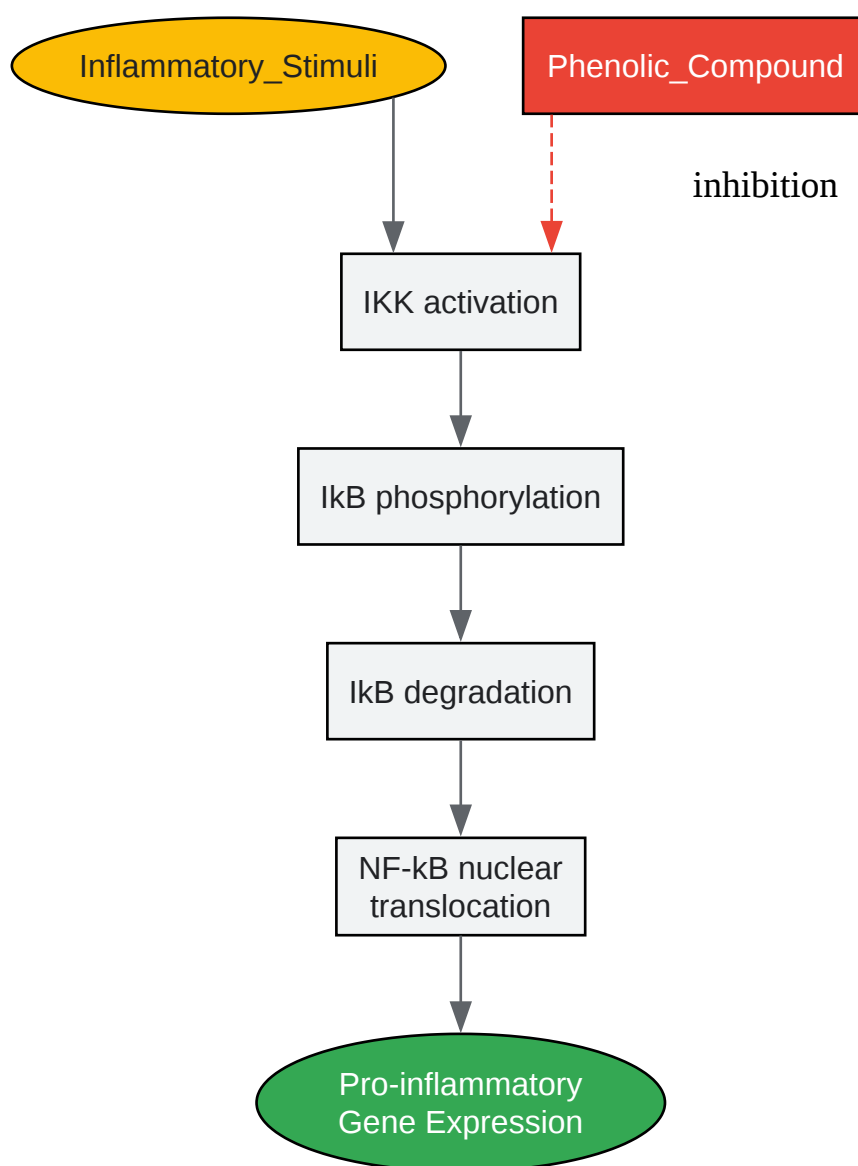 Inflammatory_Stimuli
Phenolic_Compound
inhibition
IKK activation
IkB phosphorylation
IkB degradation
NF-kB nuclear
translocation
Pro-inflammatory
Gene Expression